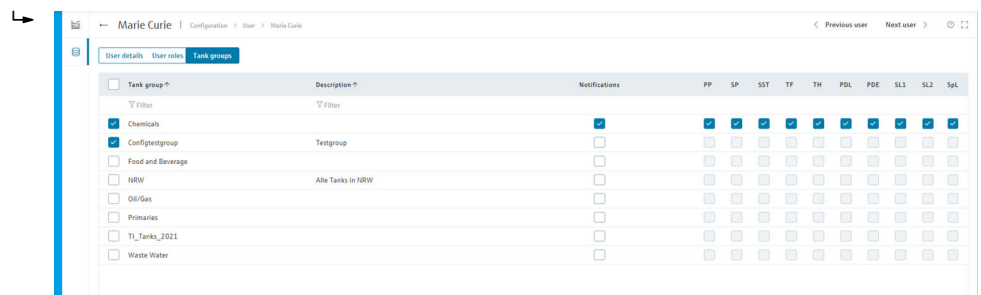 ← Marie Curie | Configuration > User > Marie Curie < Previous user Next user >
User details User roles Tank groups
Tank group ↑ Description ↑ Notifications PP SP SST TF TH PDL PDE SL1 SL2 SpL
Filter Filter
Chemicals
Configtestgroup Testgroup
Food and Beverage
NRW Alle Tanks in NRW
Oil/Gas
Primaries
TI_Tanks_2021
Waste Water